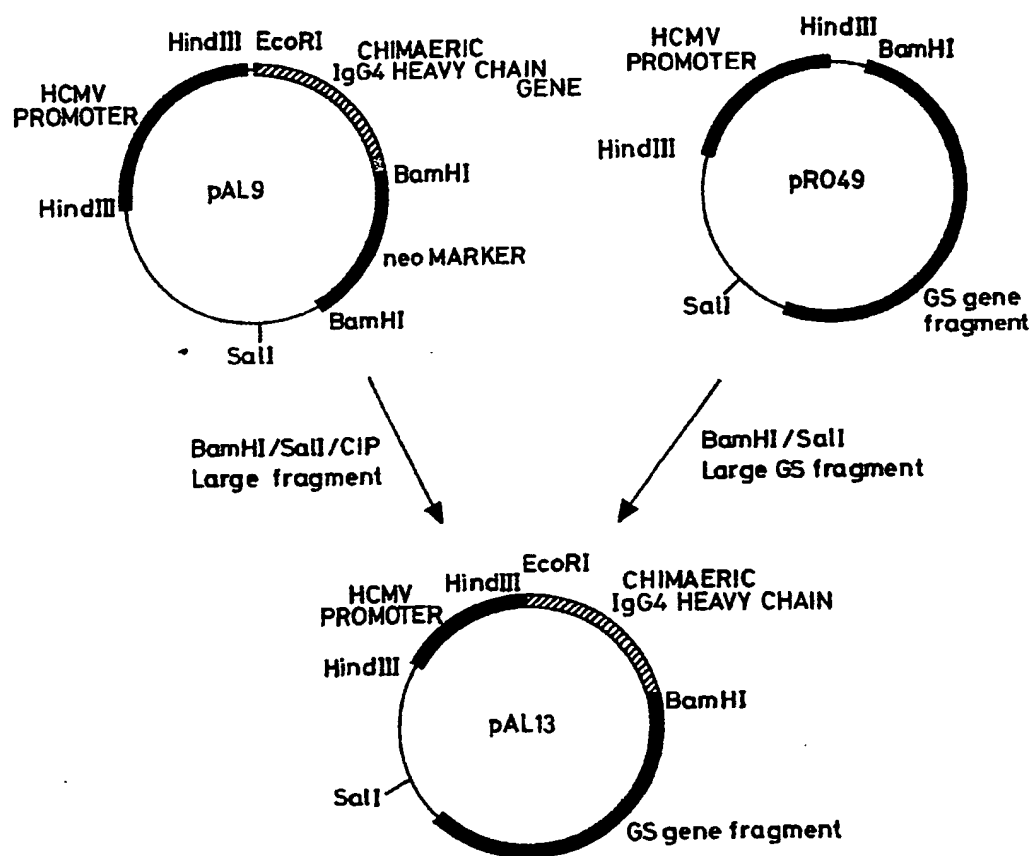 HindIII EcoRI
CHIMAERIC
IgG4 HEAVY CHAIN
GENE
HCMV
PROMOTER
BamHI
HindIII
pAL9
neo MARKER
BamHI
SalI
HindIII
HCMV
PROMOTER
BamHI
HindIII
pRO49
SalI
GS gene
fragment
BamHI/SalI/CIP
Large fragment
BamHI/SalI
Large GS fragment
EcoRI
HindIII
CHIMAERIC
IgG4 HEAVY CHAIN
HCMV
PROMOTER
HindIII
BamHI
pAL13
SalI
GS gene fragment